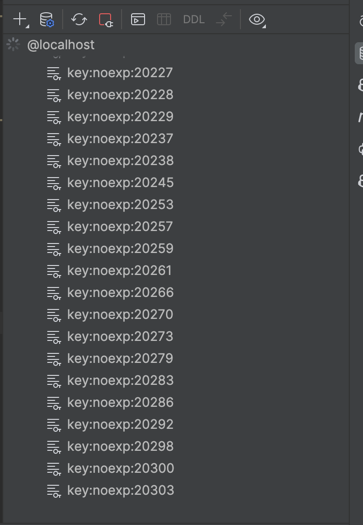 DDL
@localhost
key:noexp:20227
key:noexp:20228
key:noexp:20229
key:noexp:20237
key:noexp:20238
key:noexp:20245
key:noexp:20253
key:noexp:20257
key:noexp:20259
key:noexp:20261
key:noexp:20266
key:noexp:20270
key:noexp:20273
key:noexp:20279
key:noexp:20283
key:noexp:20286
key:noexp:20292
key:noexp:20298
key:noexp:20300
key:noexp:20303